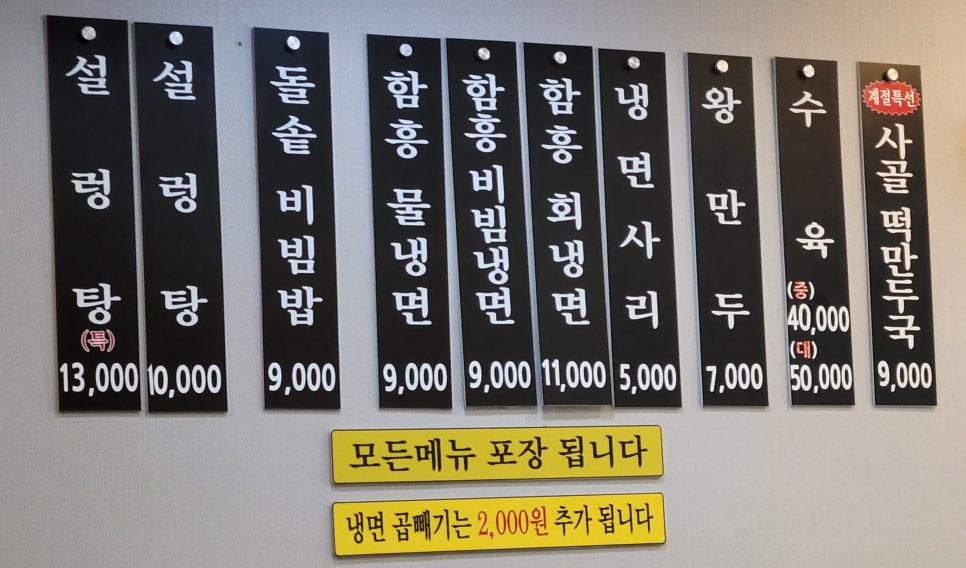 설렁탕
(특)
13,000
설렁탕
10,000
돌솥 비빔밥
9,000
함흥 물냉면
9,000
함흥 비빔냉면
9,000
함흥 회냉면
11,000
냉면사리
5,000
왕만두
7,000
수육
(중)
40,000
(대)
50,000
계절특선
사골 떡만두국
9,000
모든메뉴 포장 됩니다
냉면 곱빼기는 2,000원 추가 됩니다